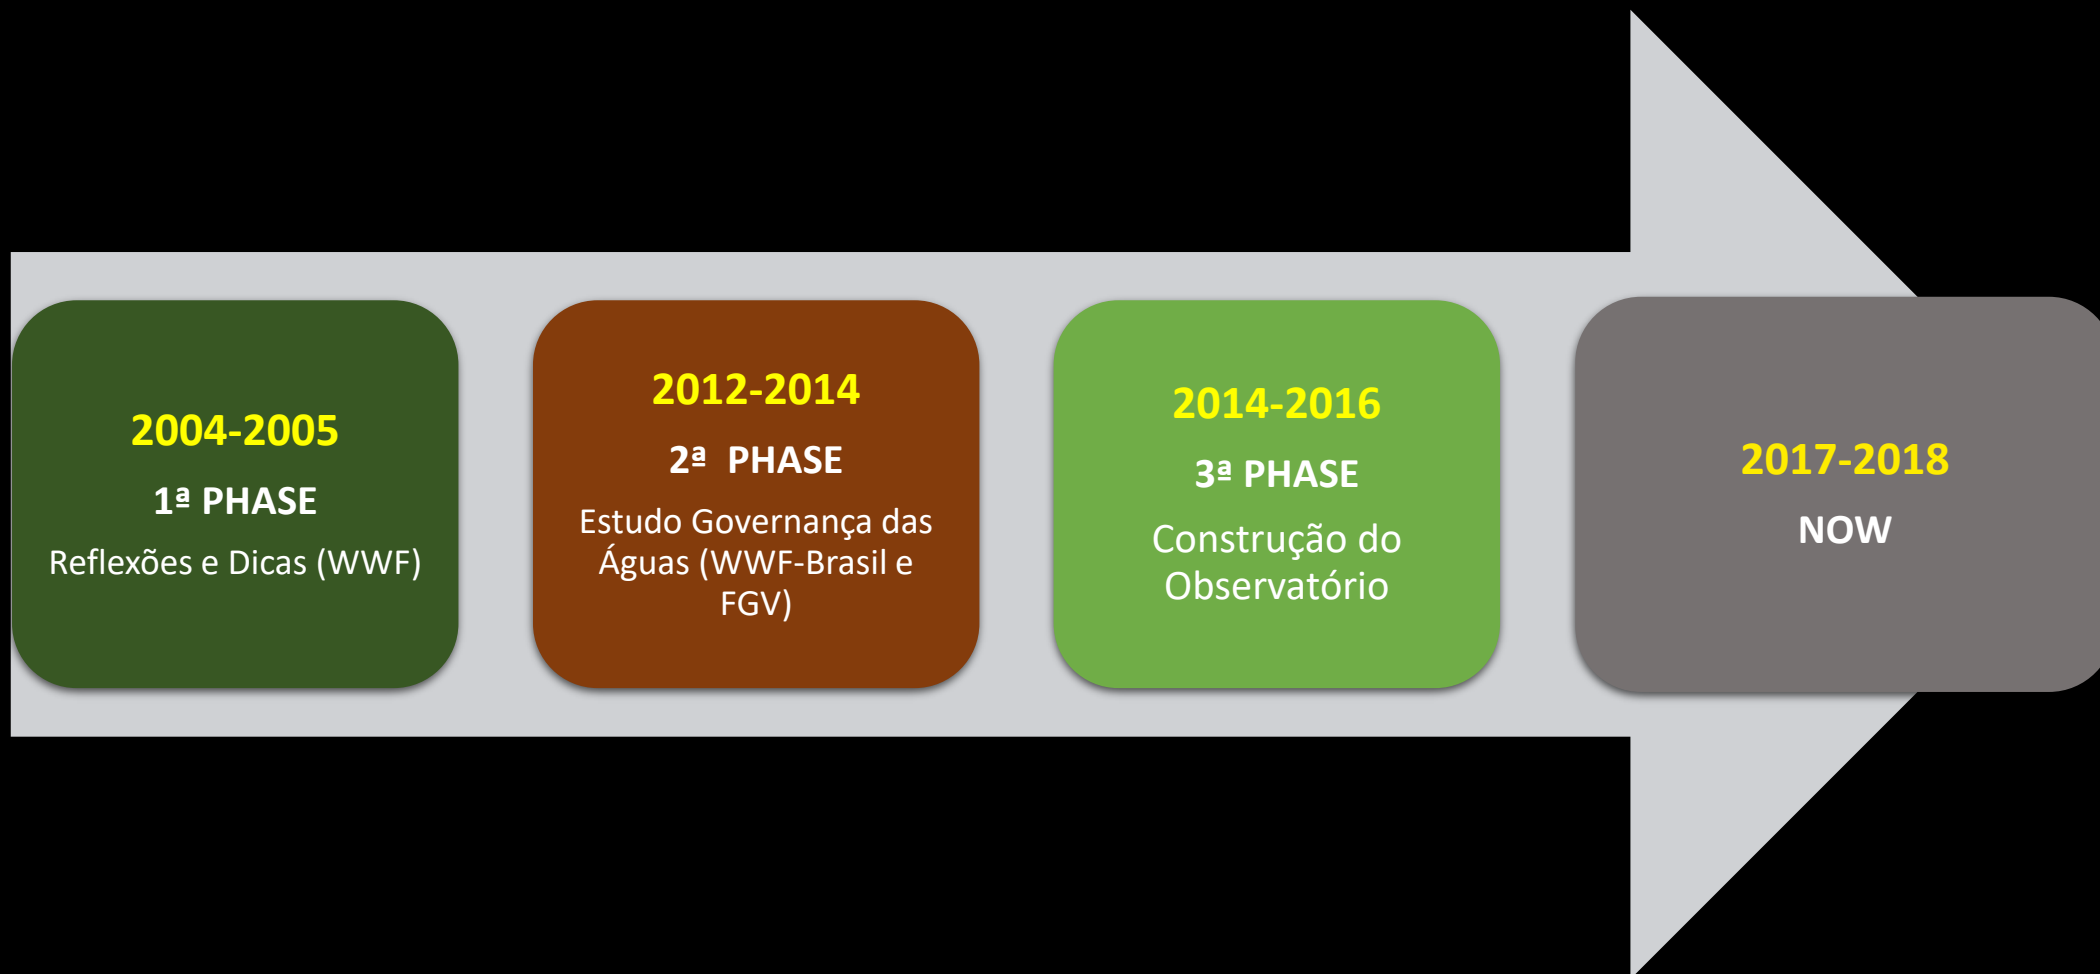 2004-2005
1ª PHASE
Reflexões e Dicas (WWF)
2012-2014
2ª PHASE
Estudo Governança das
Águas (WWF-Brasil e
FGV)
2014-2016
3ª PHASE
Construção do
Observatório
2017-2018
NOW